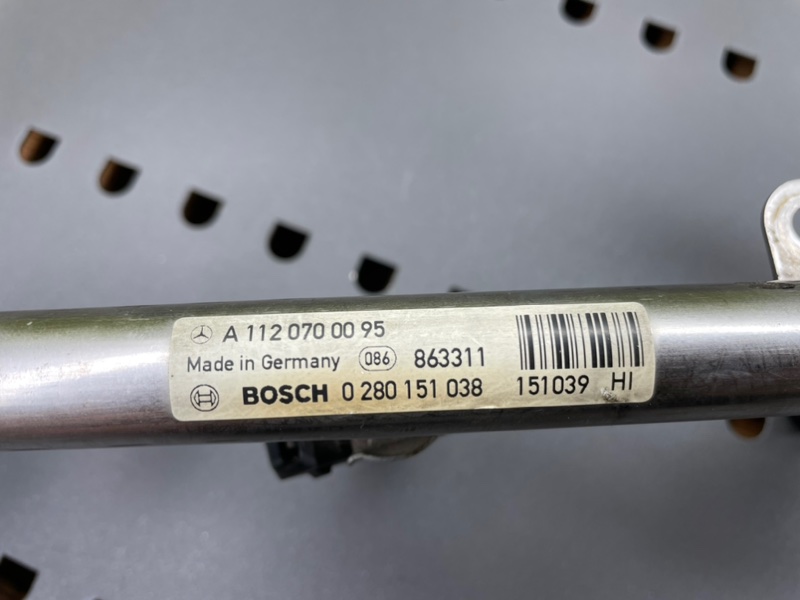 A 112 070 00 95
Made in Germany 086 863311
BOSCH 0 280 151 038 151039 HI